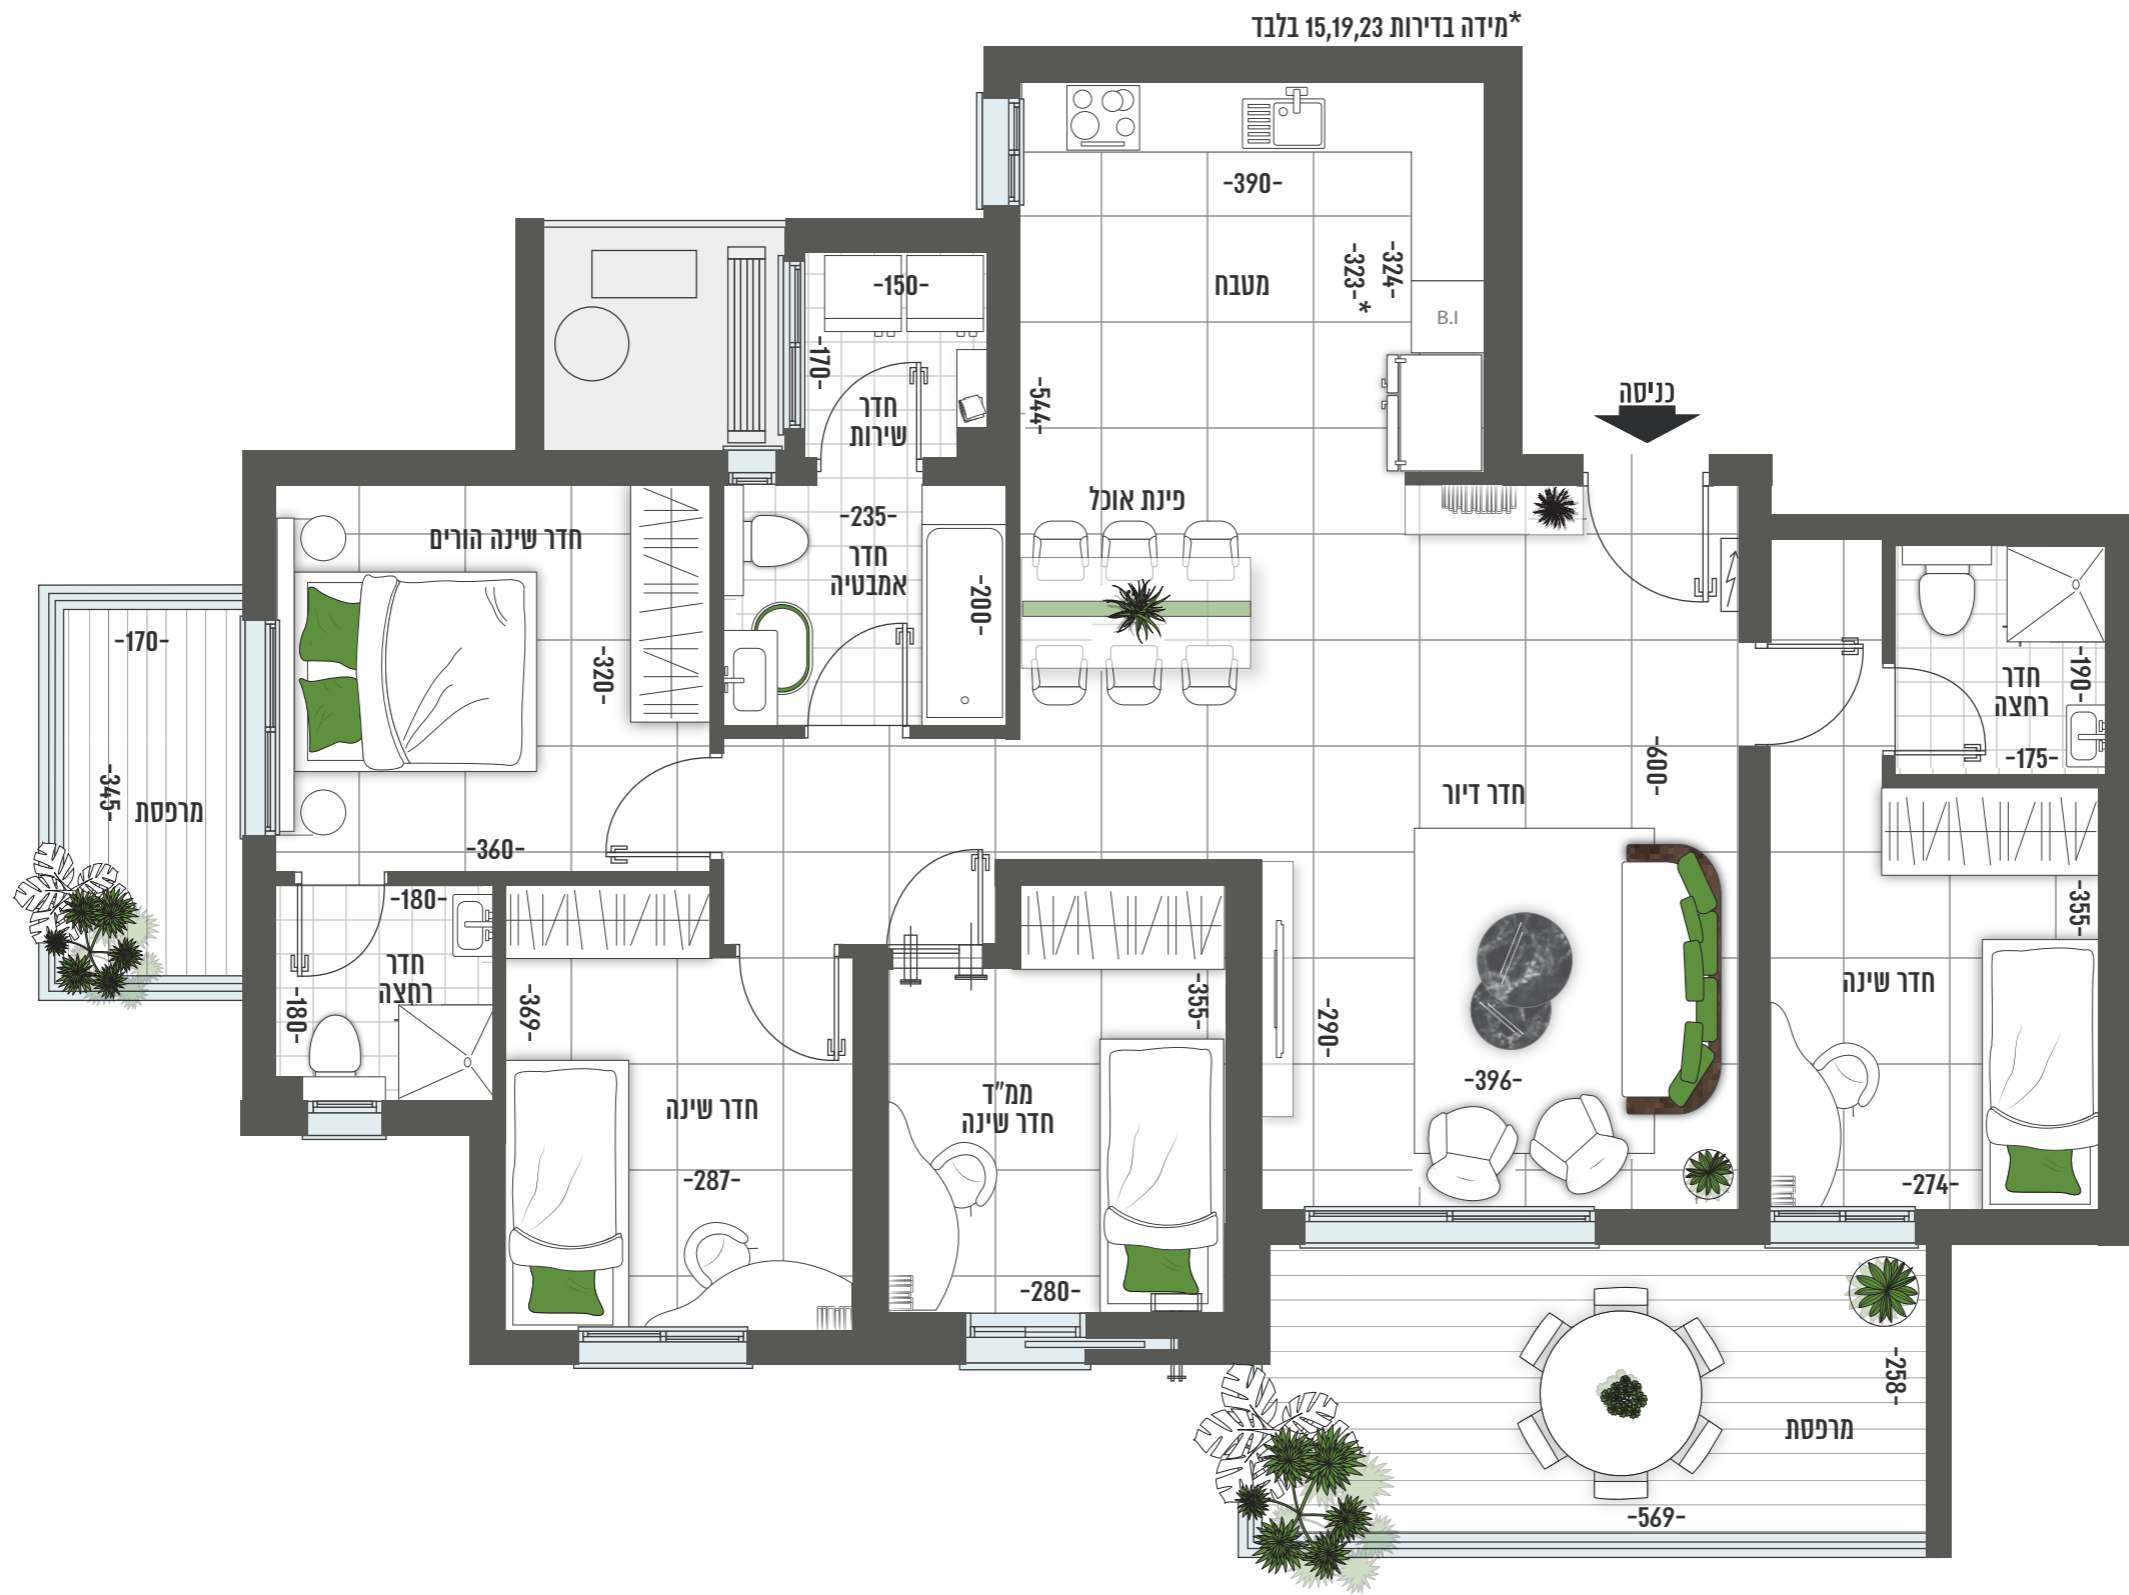 *מידה בדירות 15,19,23 בלבד
-390-
-324-
-323-*
מטבח
B.I
-150-
-170-
חדר
שירות
-544-
כניסה
פינת אוכל
-235-
חדר
אמבטיה
-200-
חדר שינה הורים
-320-
-360-
-170-
-345-
מרפסת
חדר
רחצה
-190-
-175-
-600-
חדר דיור
-180-
חדר
רחצה
-180-
-369-
חדר שינה
-287-
-355-
ממ"ד
חדר שינה
-280-
-290-
-396-
-355-
חדר שינה
-274-
-258-
מרפסת
-569-